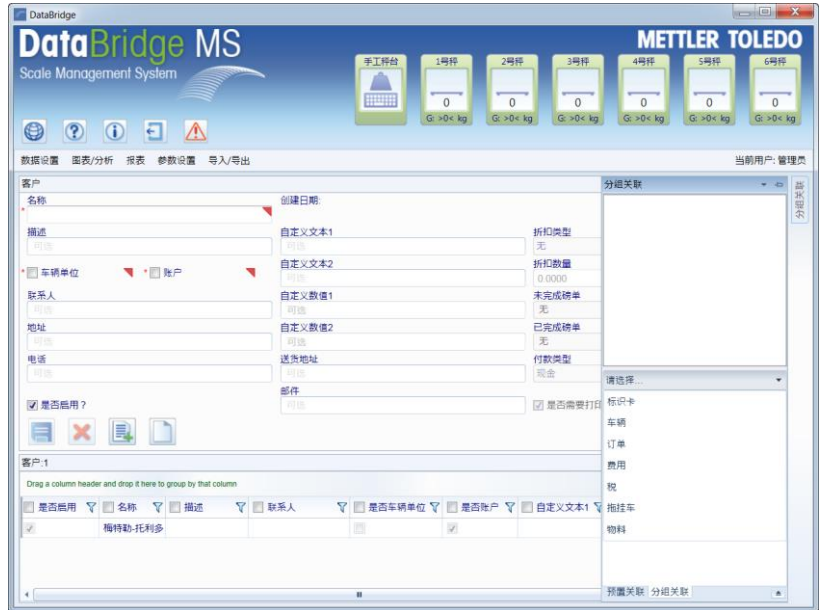 DataBridge
DataBridge MS
METTLER TOLEDO
Scale Management System
手工秤台 1号秤 2号秤 3号秤 4号秤 5号秤 6号秤
0 0 0 0 0 0
G: >0< kg G: >0< kg G: >0< kg G: >0< kg G: >0< kg G: >0< kg
数据设置 图表/分析 报表 参数设置 导入/导出 当前用户: 管理员
客户 分组关联
分组关联
名称 创建日期:
*
描述 自定义文本1 折扣类型
可选 可选 无
自定义文本2 折扣数量
* 车辆单位 * 账户 可选 0.0000
联系人 自定义数值1 未完成磅单
可选 可选 无
地址 自定义数值2 已完成磅单
可选 可选 无
电话 送货地址 付款类型
可选 可选 现金
邮件
是否启用? 可选 是否需要打印
请选择...
标识卡
车辆
订单
费用
税
拖挂车
物料
客户:1
Drag a column header and drop it here to group by that column
是否启用 名称 描述 联系人 是否车辆单位 是否账户 自定义文本1
梅特勒-托利多
预置关联 分组关联